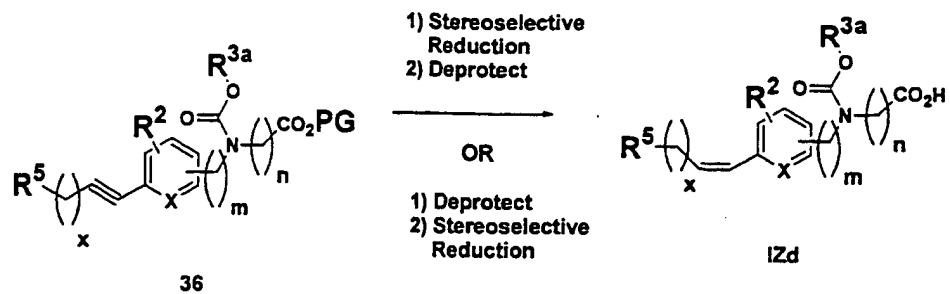 1) Stereoselective
Reduction
2) Deprotect
OR
1) Deprotect
2) Stereoselective
Reduction
R3a
O
O
N
R2
CO2PG
n
R5
X
m
x
36
R3a
O
O
N
R2
CO2H
n
R5
X
m
x
IZd